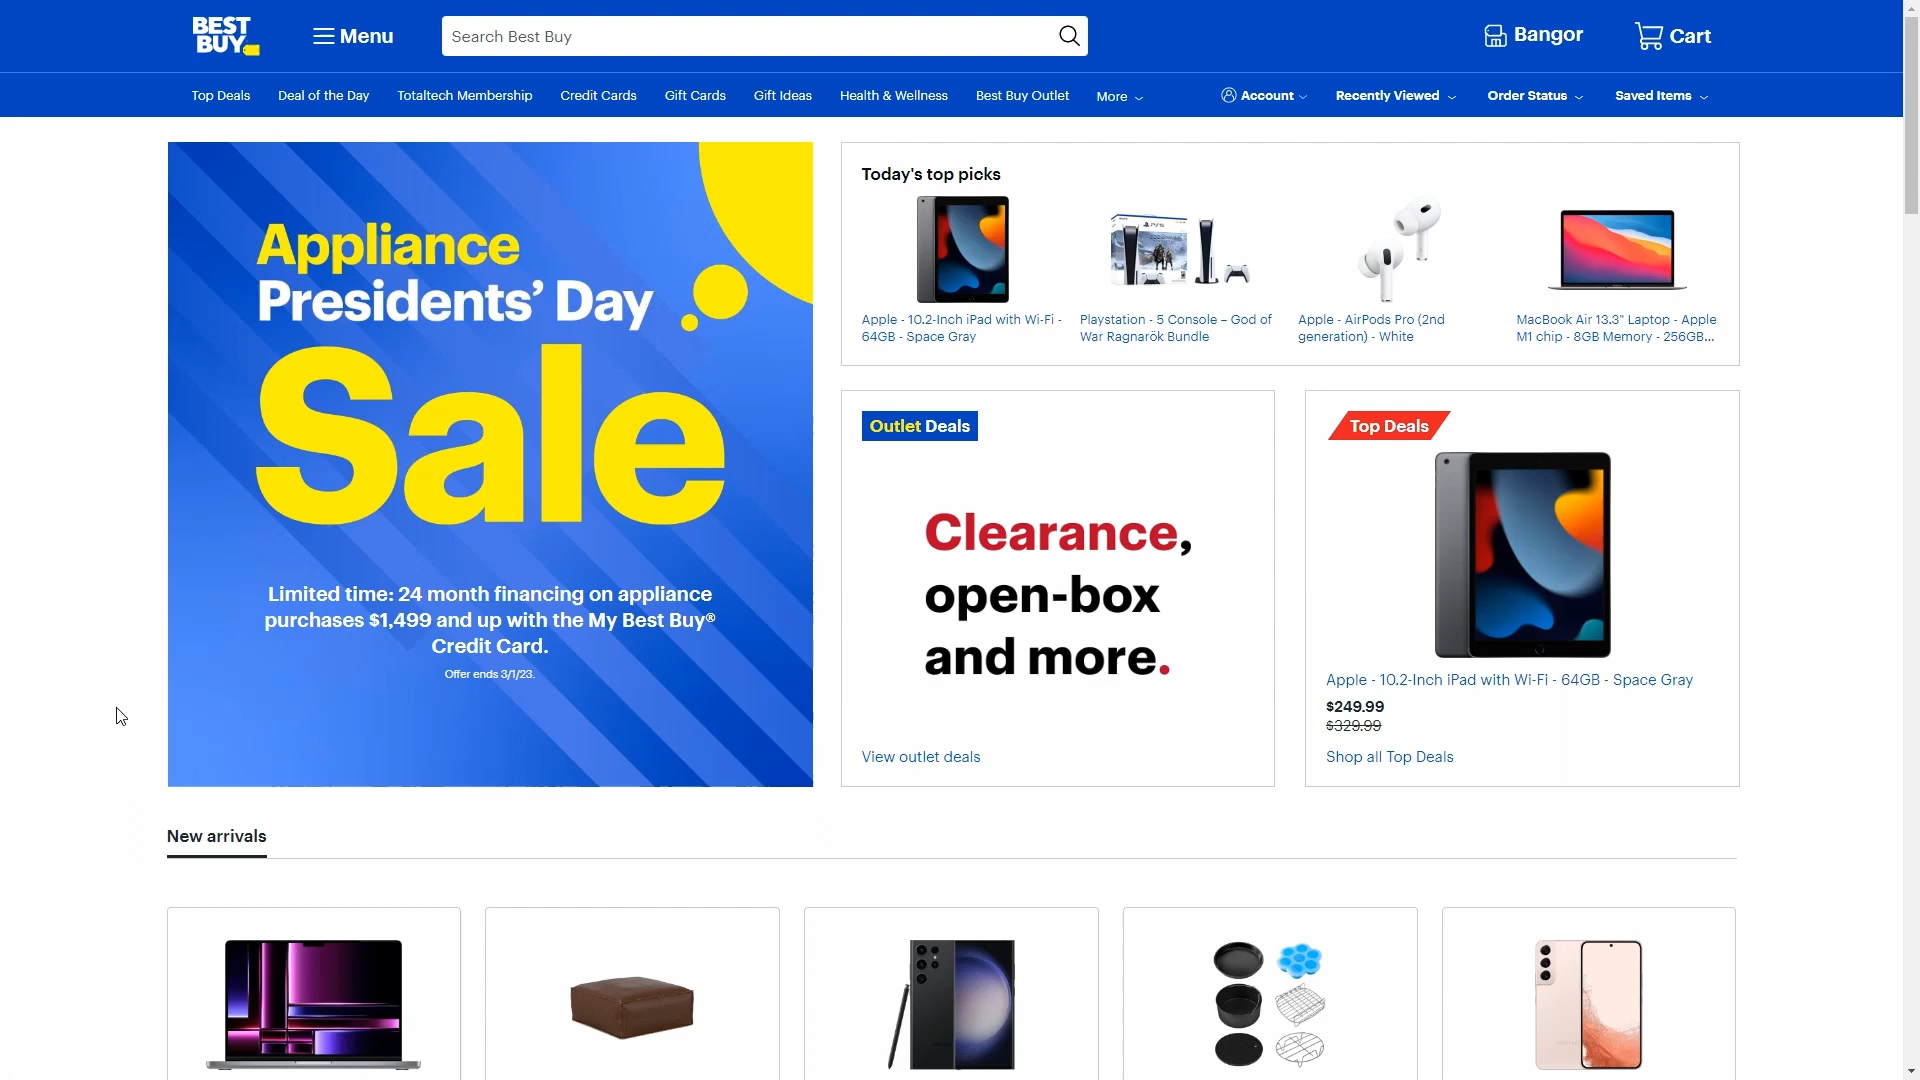 BEST
BUY
Menu
Search Best Buy
Bangor
Cart
Top Deals
Deal of the Day
Totaltech Membership
Credit Cards
Gift Cards
Gift Ideas
Health & Wellness
Best Buy Outlet
More
Account
Recently Viewed
Order Status
Saved Items
Appliance
Presidents’ Day
Sale
Limited time: 24 month financing on appliance
purchases $1,499 and up with the My Best Buy®
Credit Card.
Offer ends 3/1/23.
Today's top picks
Apple - 10.2-Inch iPad with Wi-Fi -
64GB - Space Gray
Playstation - 5 Console – God of
War Ragnarök Bundle
Apple - AirPods Pro (2nd
generation) - White
MacBook Air 13.3" Laptop - Apple
M1 chip - 8GB Memory - 256GB...
Outlet Deals
Clearance,
open-box
and more.
View outlet deals
Top Deals
Apple - 10.2-Inch iPad with Wi-Fi - 64GB - Space Gray
$249.99
$329.99
Shop all Top Deals
New arrivals